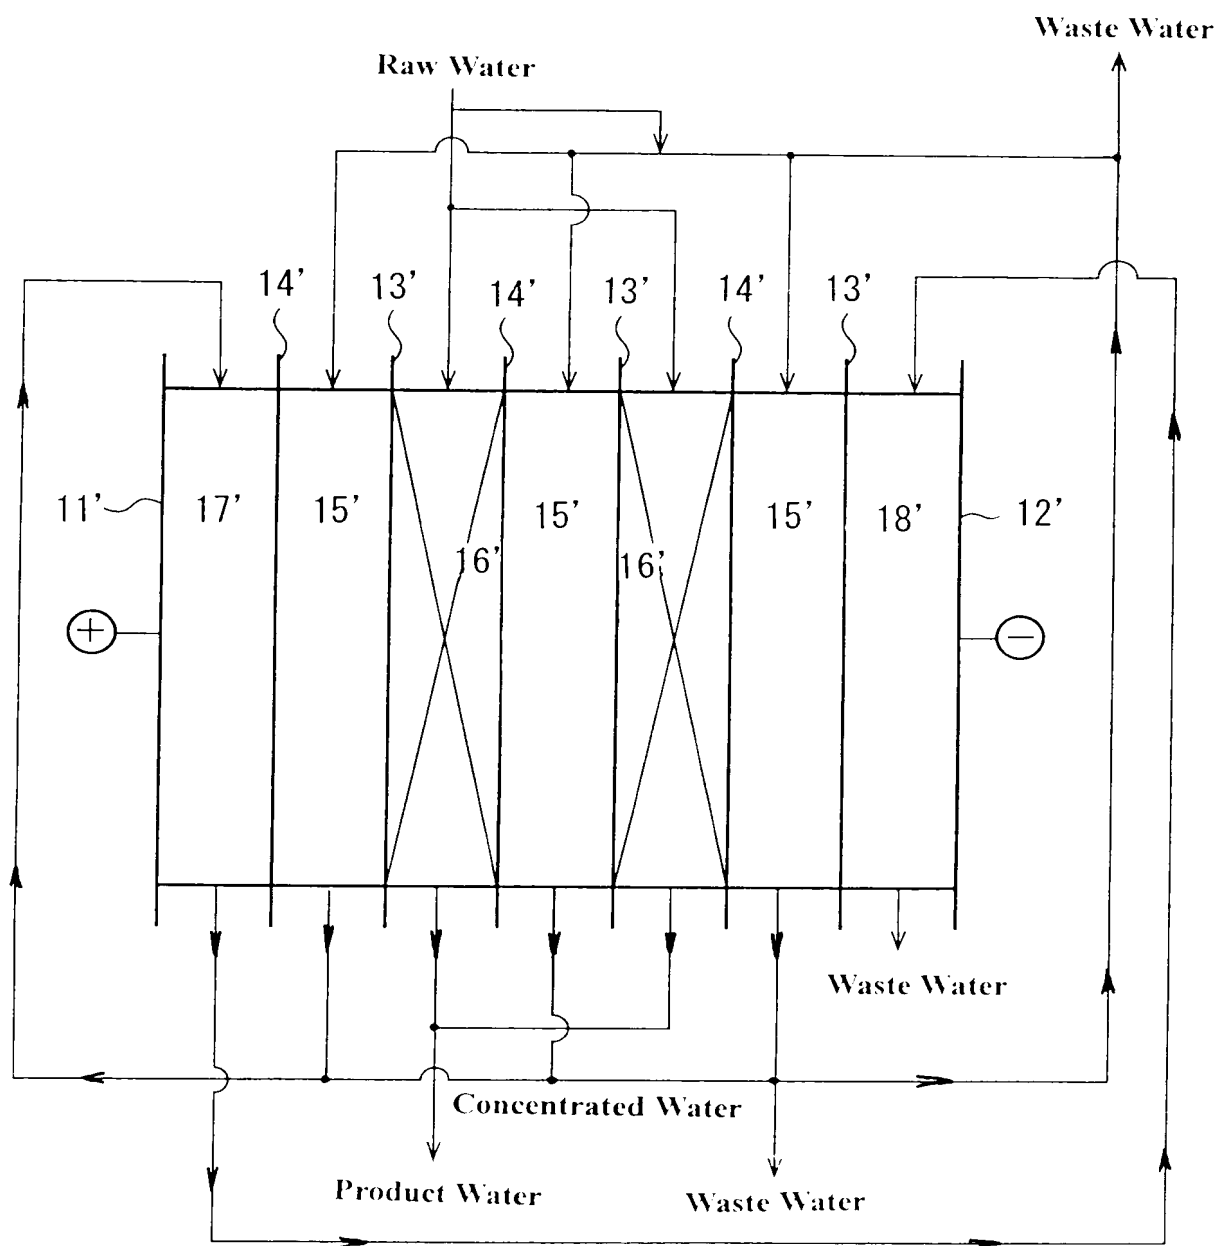 Waste Water
Raw Water
14'
13'
14'
13'
14'
13'
11'
17'
15'
16'
15'
16'
15'
18'
12'
+
−
Waste Water
Concentrated Water
Product Water
Waste Water